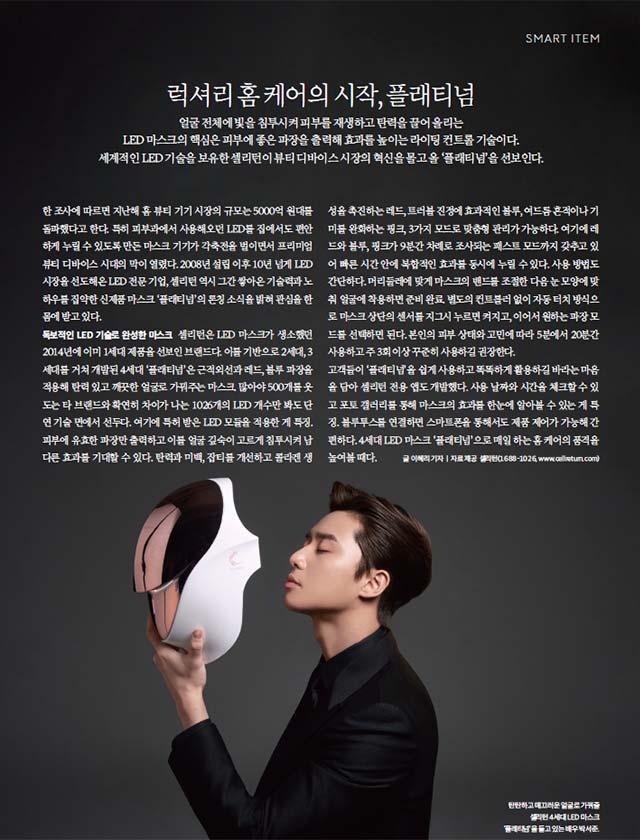 SMART ITEM
럭셔리 홈 케어의 시작, 플래티넘
얼굴 전체에 빛을 침투시켜 피부를 재생하고 탄력을 끌어 올리는
LED 마스크의 핵심은 피부에 좋은 파장을 출력해 효과를 높이는 라이팅 컨트롤 기술이다.
세계적인 LED 기술을 보유한 셀리턴이 뷰티 디바이스 시장의 혁신을 몰고 올 ‘플래티넘’을 선보인다.
한 조사에 따르면 지난해 홈 뷰티 기기 시장의 규모는 5000억 원대를
돌파했다고 한다. 특히 피부과에서 사용해오던 LED를 집에서도 편안
하게 누릴 수 있도록 만든 마스크 기기가 각축전을 벌이면서 프리미엄
뷰티 디바이스 시대의 막이 열렸다. 2008년 설립 이후 10년 넘게 LED
시장을 선도해온 LED 전문 기업, 셀리턴 역시 그간 쌓아온 기술력과 노
하우를 집약한 신제품 마스크 ‘플래티넘’의 론칭 소식을 밝혀 관심을 한
몸에 받고 있다.
독보적인 LED 기술로 완성한 마스크 셀리턴은 LED 마스크가 생소했던
2014년에 이미 1세대 제품을 선보인 브랜드다. 이를 기반으로 2세대, 3
세대를 거쳐 개발된 4세대 ‘플래티넘’은 근적외선과 레드, 블루 파장을
적용해 탄력 있고 깨끗한 얼굴로 가꿔주는 마스크. 많아야 500개를 웃
도는 타 브랜드와 확연히 차이가 나는 1026개의 LED 개수만 봐도 단
연 기술 면에서 선두다. 여기에 특허 받은 LED 모듈을 적용한 게 특징.
피부에 유효한 파장만 출력하고 이를 얼굴 깊숙이 고르게 침투시켜 남
다른 효과를 기대할 수 있다. 탄력과 미백, 잡티를 개선하고 콜라겐 생
성을 촉진하는 레드, 트러블 진정에 효과적인 블루, 여드름 흔적이나 기
미를 완화하는 핑크, 3가지 모드로 맞춤형 관리가 가능하다. 여기에 레
드와 블루, 핑크가 9분간 차례로 조사되는 패스트 모드까지 갖추고 있
어 빠른 시간 안에 복합적인 효과를 동시에 누릴 수 있다. 사용 방법도
간단하다. 머리둘레에 맞게 마스크의 밴드를 조절한 다음 눈 모양에 맞
춰 얼굴에 착용하면 준비 완료. 별도의 컨트롤러 없이 자동 터치 방식으
로 마스크 상단의 센서를 지그시 누르면 켜지고, 이어서 원하는 파장 모
드를 선택하면 된다. 본인의 피부 상태와 고민에 따라 5분에서 20분간
사용하고 주 3회 이상 꾸준히 사용하길 권장한다.
고객들이 ‘플래티넘’을 쉽게 사용하고 똑똑하게 활용하길 바라는 마음
을 담아 셀리턴 전용 앱도 개발했다. 사용 날짜와 시간을 체크할 수 있
고 포토 갤러리를 통해 마스크의 효과를 한눈에 알아볼 수 있는 게 특
징. 블루투스를 연결하면 스마트폰을 통해서도 제품 제어가 가능해 간
편하다. 4세대 LED 마스크 ‘플래티넘’으로 매일 하는 홈 케어의 품격을
높여볼 때다. 글 이혜리 기자 | 자료 제공 셀리턴(1688-1026, www.cellreturn.com)
탄탄하고 매끄러운 얼굴로 가꿔줄
셀리턴 4세대 LED 마스크
‘플래티넘’을 들고 있는 배우 박서준.